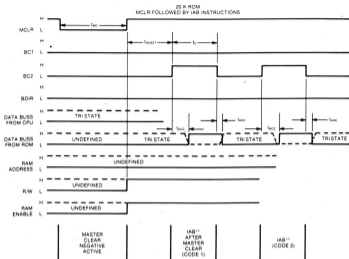 20 K ROM
MCLR FOLLOWED BY IAB INSTRUCTIONS
MCLR H
L
BC1 H
L
BC2 H
L
BDIR H
L
DATA BUSS FROM CPU H
L
TRI STATE
DATA BUSS FROM ROM H
L
UNDEFINED
TRI STATE
TRI STATE
TRI STATE
RAM ADDRESS H
L
UNDEFINED
R/W H
L
UNDEFINED
RAM ENABLE H
L
UNDEFINED
MASTER CLEAR NEGATIVE ACTIVE
IAB** AFTER MASTER CLEAR (CODE 1)
IAB** (CODE 2)